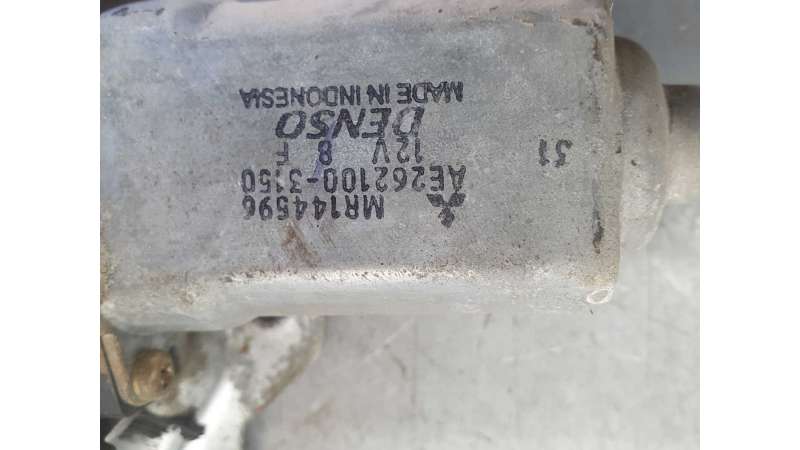 MR144596
AE262100-3150
12V 8 F
51
DENSO
MADE IN INDONESIA